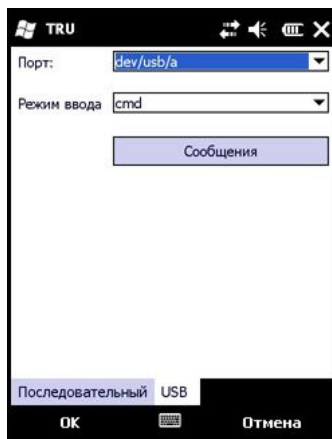 TRU
Порт: dev/usb/a
Режим ввода cmd
Сообщения
Последовательный USB
OK Отмена